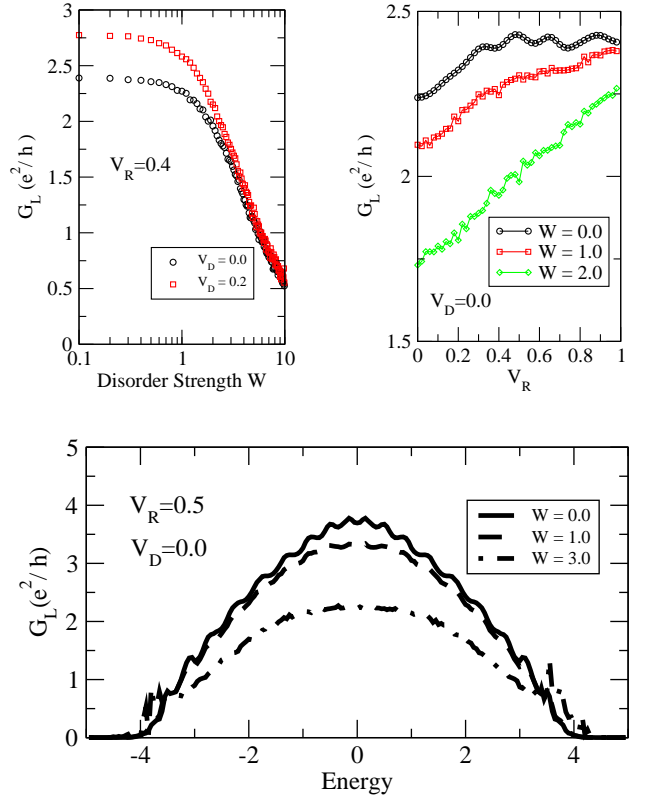 3
2.5
2
1.5
1
0.5
0
G_L (e²/ h)
V_R=0.4
V_D = 0.0
V_D = 0.2
0.1 1 10
Disorder Strength W
2.5
2
1.5
G_L (e²/ h)
W = 0.0
W = 1.0
W = 2.0
V_D=0.0
0 0.2 0.4 0.6 0.8 1
V_R
5
4
3
2
1
0
G_L(e²/ h)
V_R=0.5
V_D=0.0
W = 0.0
W = 1.0
W = 3.0
-4 -2 0 2 4
Energy